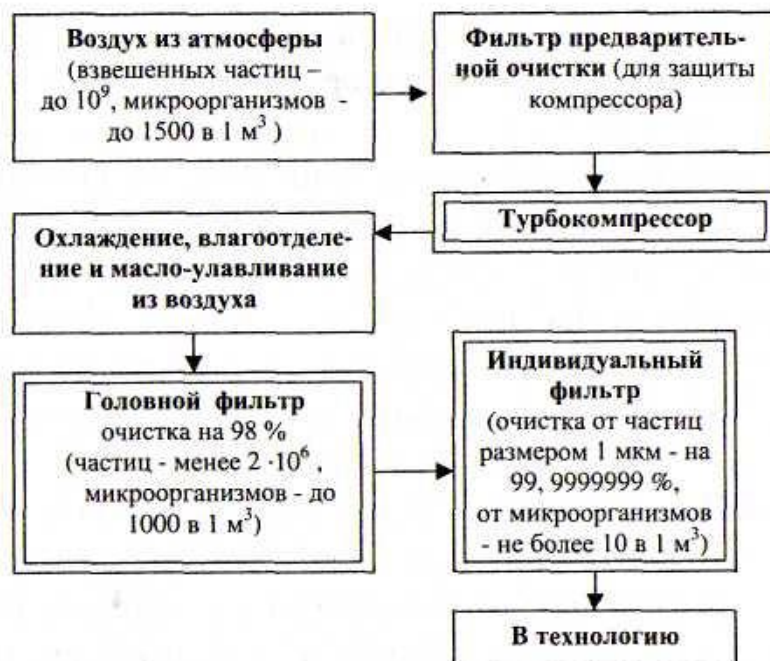 Воздух из атмосферы
(взвешенных частиц –
до 10⁹, микроорганизмов -
до 1500 в 1 м³ )
Фильтр предваритель-
ной очистки (для защиты
компрессора)
Турбокомпрессор
Охлаждение, влагоотделе-
ние и масло-улавливание
из воздуха
Головной фильтр
очистка на 98 %
(частиц - менее 2 ·10⁶ ,
микроорганизмов - до
1000 в 1 м³)
Индивидуальный
фильтр
(очистка от частиц
размером 1 мкм - на
99, 9999999 %,
от микроорганизмов
- не более 10 в 1 м³)
В технологию